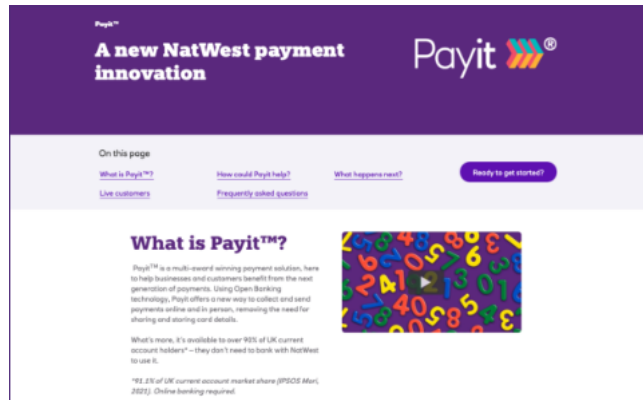 Payit™
A new NatWest payment
innovation
Payit®
On this page
What is Payit™?
How could Payit help?
What happens next?
Ready to get started?
Live customers
Frequently asked questions
What is Payit™?
Payit™ is a multi-award winning payment solution, here
to help businesses and customers benefit from the next
generation of payments. Using Open Banking
technology, Payit offers a new way to collect and send
payments online and in person, removing the need for
sharing and storing card details.
What's more, it's available to over 90% of UK current
account holders* – they don't need to bank with NatWest
to use it.
*91.1% of UK current account market share (IPSOS Mori,
2021). Online banking required.